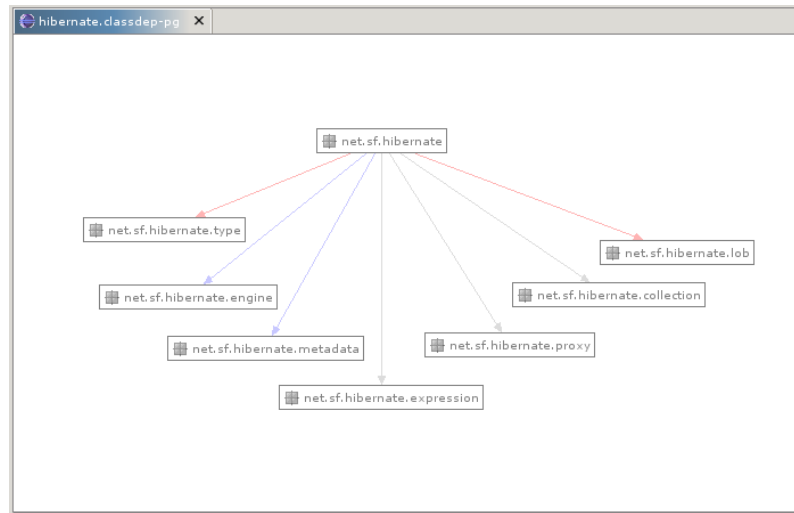 hibernate.classdep-pg
net.sf.hibernate
net.sf.hibernate.type
net.sf.hibernate.lob
net.sf.hibernate.engine
net.sf.hibernate.collection
net.sf.hibernate.metadata
net.sf.hibernate.proxy
net.sf.hibernate.expression